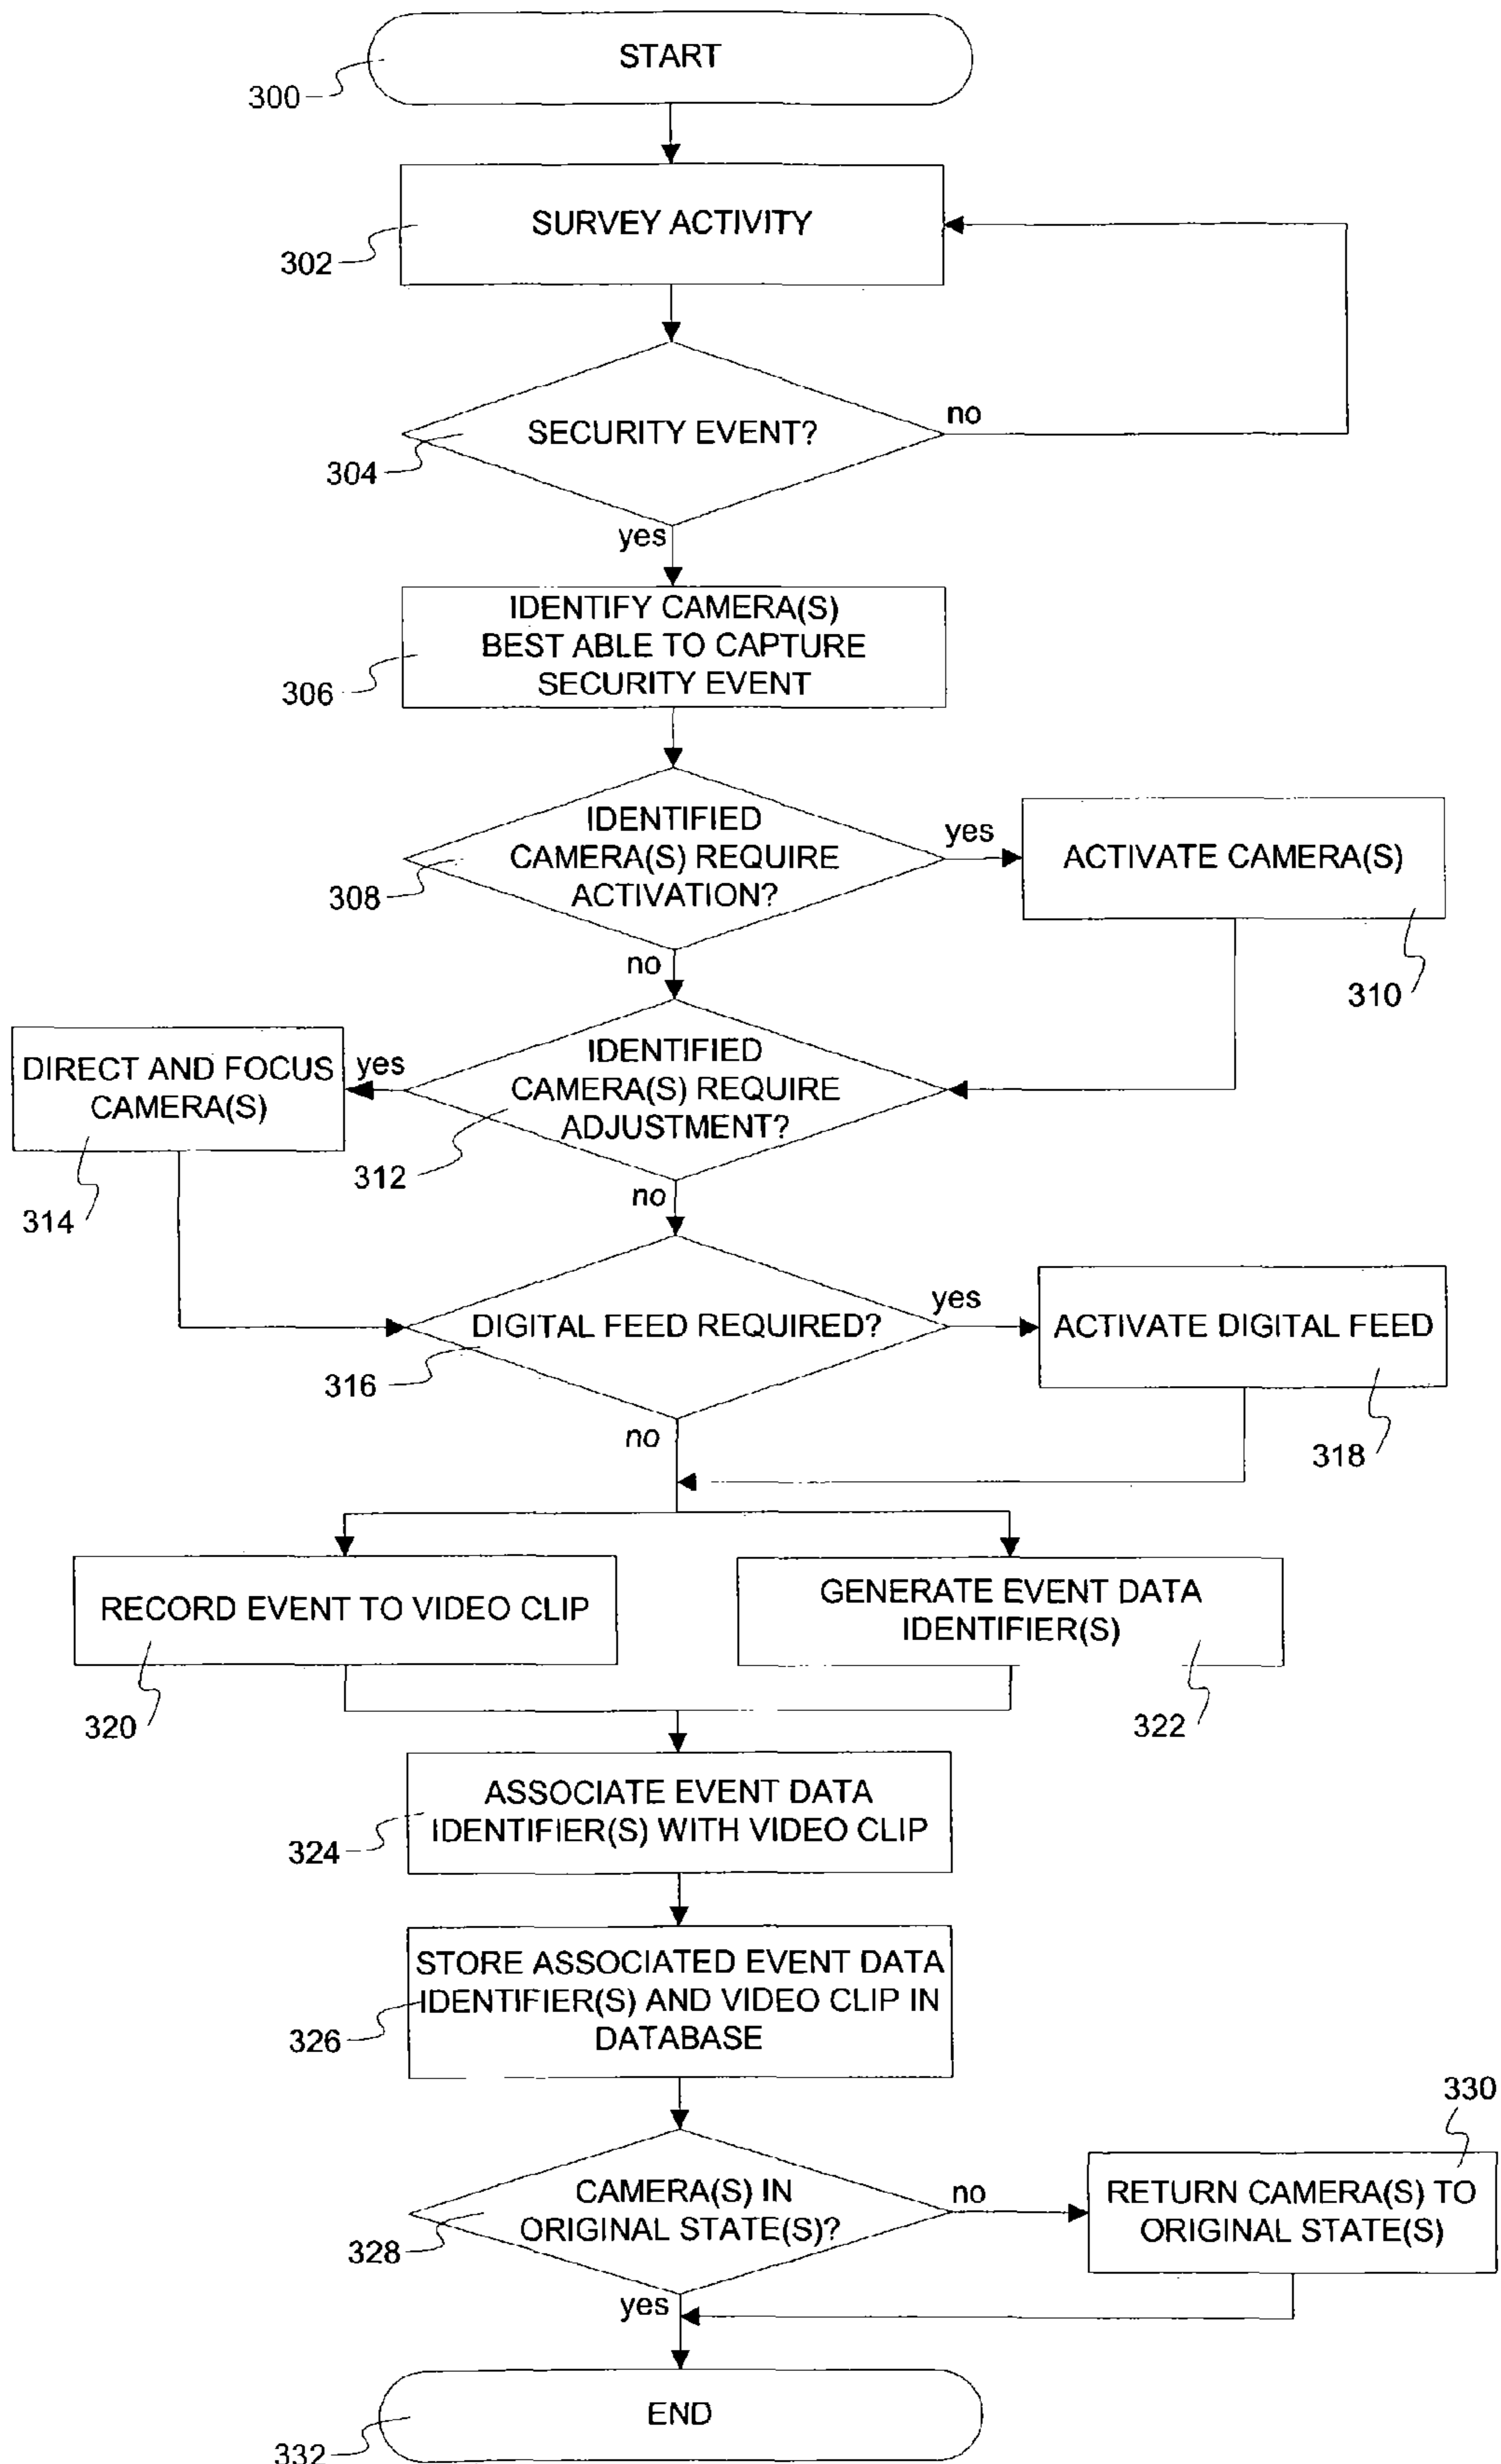 START
300
SURVEY ACTIVITY
302
SECURITY EVENT?
no
304
yes
IDENTIFY CAMERA(S)
BEST ABLE TO CAPTURE
SECURITY EVENT
306
IDENTIFIED
CAMERA(S) REQUIRE
ACTIVATION?
yes
ACTIVATE CAMERA(S)
308
no
310
DIRECT AND FOCUS
CAMERA(S)
yes
IDENTIFIED
CAMERA(S) REQUIRE
ADJUSTMENT?
312
314
no
DIGITAL FEED REQUIRED?
yes
ACTIVATE DIGITAL FEED
316
no
318
RECORD EVENT TO VIDEO CLIP
GENERATE EVENT DATA
IDENTIFIER(S)
320
322
ASSOCIATE EVENT DATA
IDENTIFIER(S) WITH VIDEO CLIP
324
STORE ASSOCIATED EVENT DATA
IDENTIFIER(S) AND VIDEO CLIP IN
DATABASE
326
330
CAMERA(S) IN
ORIGINAL STATE(S)?
no
RETURN CAMERA(S) TO
ORIGINAL STATE(S)
328
yes
END
332